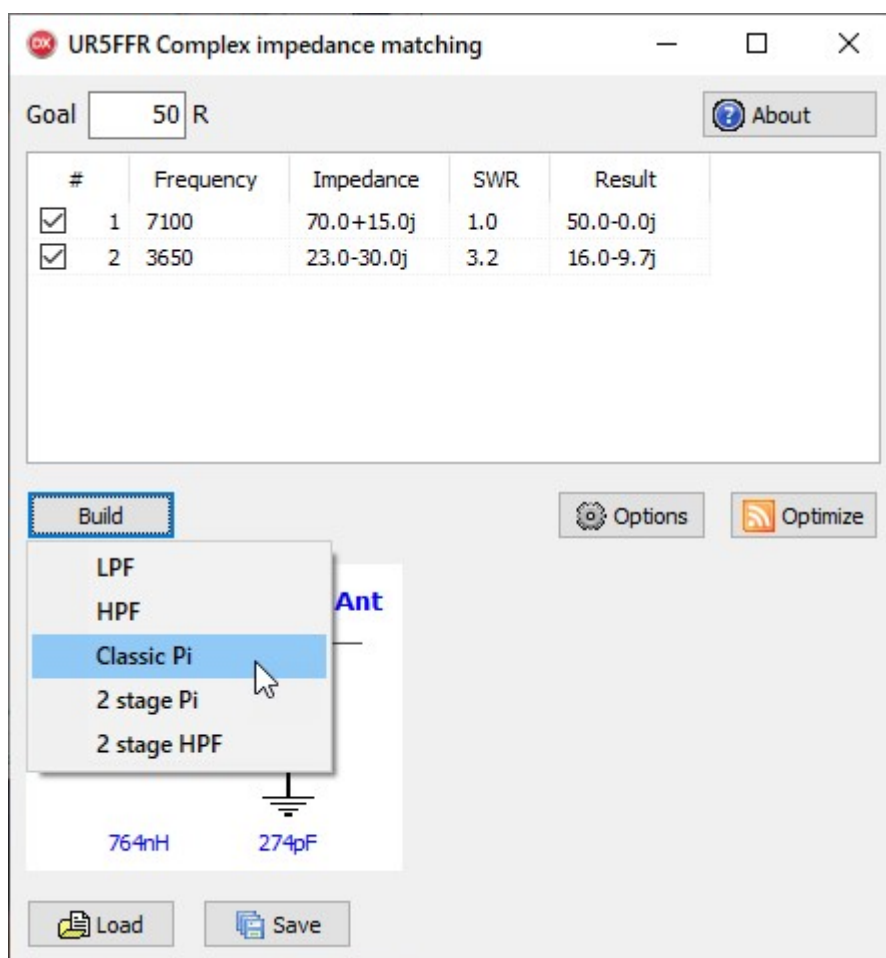 UR5FFR Complex impedance matching
Goal 50 R About
# Frequency Impedance SWR Result
1 7100 70.0+15.0j 1.0 50.0-0.0j
2 3650 23.0-30.0j 3.2 16.0-9.7j
Build Options Optimize
LPF
HPF
Ant
Classic Pi
2 stage Pi
2 stage HPF
764nH 274pF
Load Save